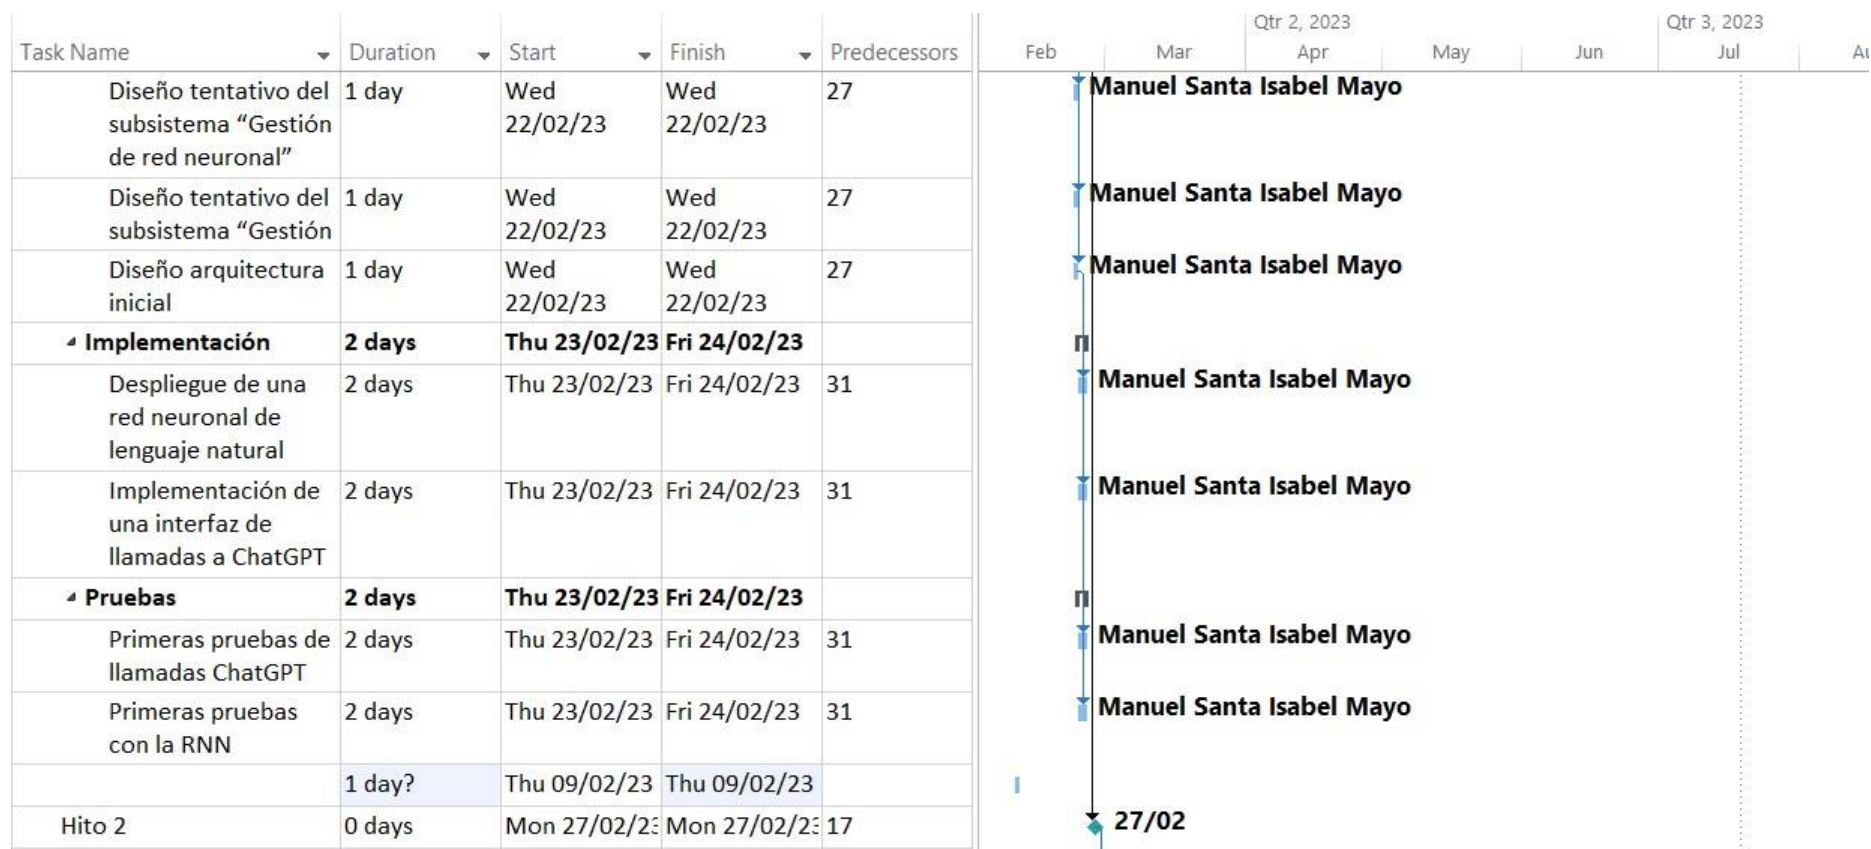 Qtr 2, 2023 Qtr 3, 2023
Task Name Duration Start Finish Predecessors Feb Mar Apr May Jun Jul Au
Diseño tentativo del 1 day Wed Wed 27 Manuel Santa Isabel Mayo
subsistema “Gestión 22/02/23 22/02/23
de red neuronal”
Diseño tentativo del 1 day Wed Wed 27 Manuel Santa Isabel Mayo
subsistema “Gestión 22/02/23 22/02/23
Diseño arquitectura 1 day Wed Wed 27 Manuel Santa Isabel Mayo
inicial 22/02/23 22/02/23
Implementación 2 days Thu 23/02/23 Fri 24/02/23
Despliegue de una 2 days Thu 23/02/23 Fri 24/02/23 31 Manuel Santa Isabel Mayo
red neuronal de
lenguaje natural
Implementación de 2 days Thu 23/02/23 Fri 24/02/23 31 Manuel Santa Isabel Mayo
una interfaz de
llamadas a ChatGPT
Pruebas 2 days Thu 23/02/23 Fri 24/02/23
Primeras pruebas de 2 days Thu 23/02/23 Fri 24/02/23 31 Manuel Santa Isabel Mayo
llamadas ChatGPT
Primeras pruebas 2 days Thu 23/02/23 Fri 24/02/23 31 Manuel Santa Isabel Mayo
con la RNN
1 day? Thu 09/02/23 Thu 09/02/23
Hito 2 0 days Mon 27/02/23 Mon 27/02/23 17 27/02